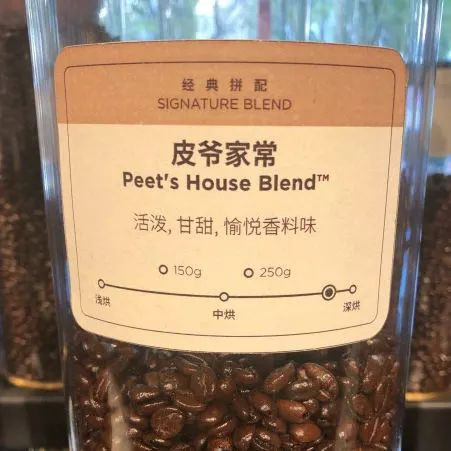 经典拼配
SIGNATURE BLEND
皮爷家常
Peet's House Blend™
活泼, 甘甜, 愉悦香料味
150g 250g
浅烘 中烘 深烘